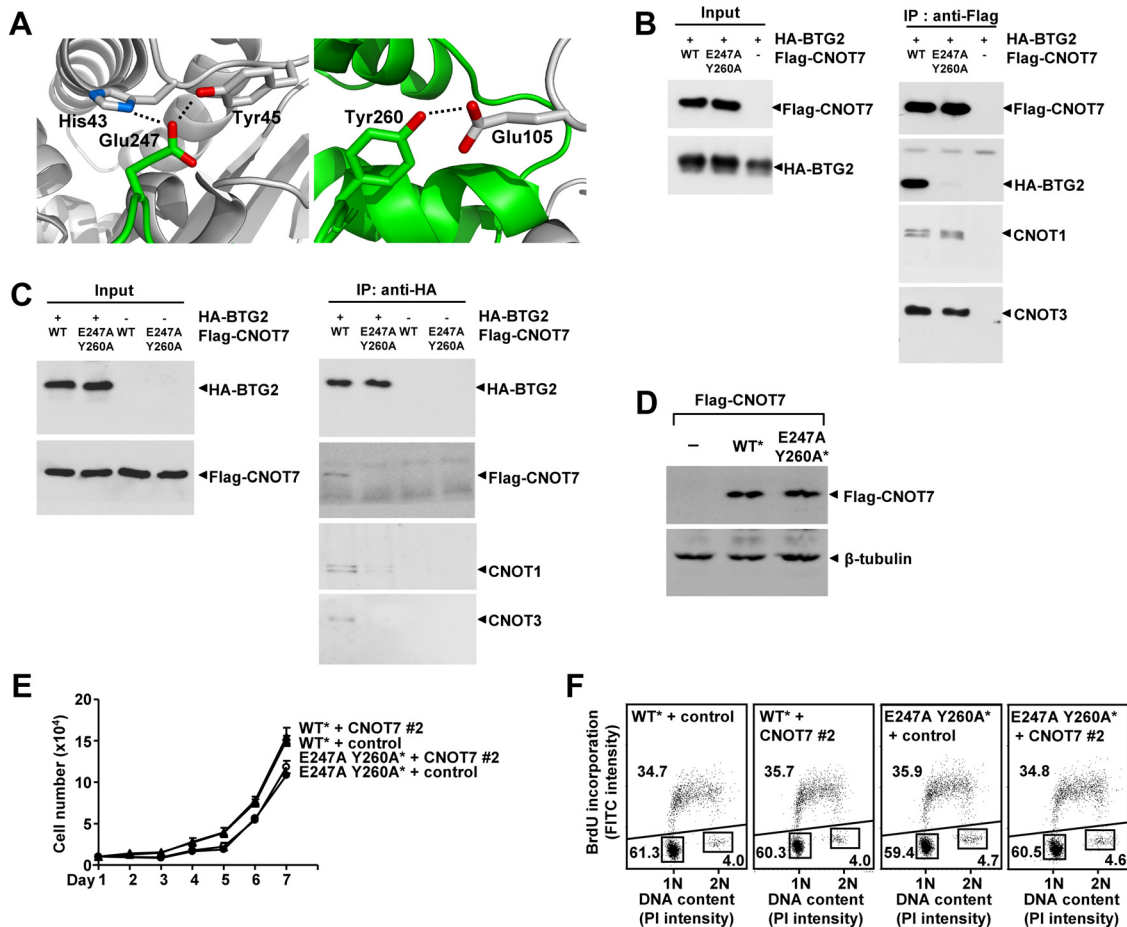 A
His43
Glu247
Tyr45
Tyr260
Glu105
B
Input
+ + + HA-BTG2
WT E247A Y260A - Flag-CNOT7
Flag-CNOT7
HA-BTG2
IP : anti-Flag
+ + + HA-BTG2
WT E247A Y260A - Flag-CNOT7
Flag-CNOT7
HA-BTG2
CNOT1
CNOT3
C
Input
+ + - - HA-BTG2
WT E247A Y260A WT E247A Y260A Flag-CNOT7
HA-BTG2
Flag-CNOT7
IP: anti-HA
+ + - - HA-BTG2
WT E247A Y260A WT E247A Y260A Flag-CNOT7
HA-BTG2
Flag-CNOT7
CNOT1
CNOT3
D
Flag-CNOT7
– WT* E247A Y260A*
Flag-CNOT7
β-tubulin
E
Cell number (x10⁴)
20
15
10
5
0
Day 1 2 3 4 5 6 7
WT* + CNOT7 #2
WT* + control
E247A Y260A* + CNOT7 #2
E247A Y260A* + control
F
BrdU incorporation
(FITC intensity)
WT* + control
34.7
61.3
4.0
1N 2N
DNA content
(PI intensity)
WT* +
CNOT7 #2
35.7
60.3
4.0
1N 2N
DNA content
(PI intensity)
E247A Y260A*
+ control
35.9
59.4
4.7
1N 2N
DNA content
(PI intensity)
E247A Y260A*
+ CNOT7 #2
34.8
60.5
4.6
1N 2N
DNA content
(PI intensity)